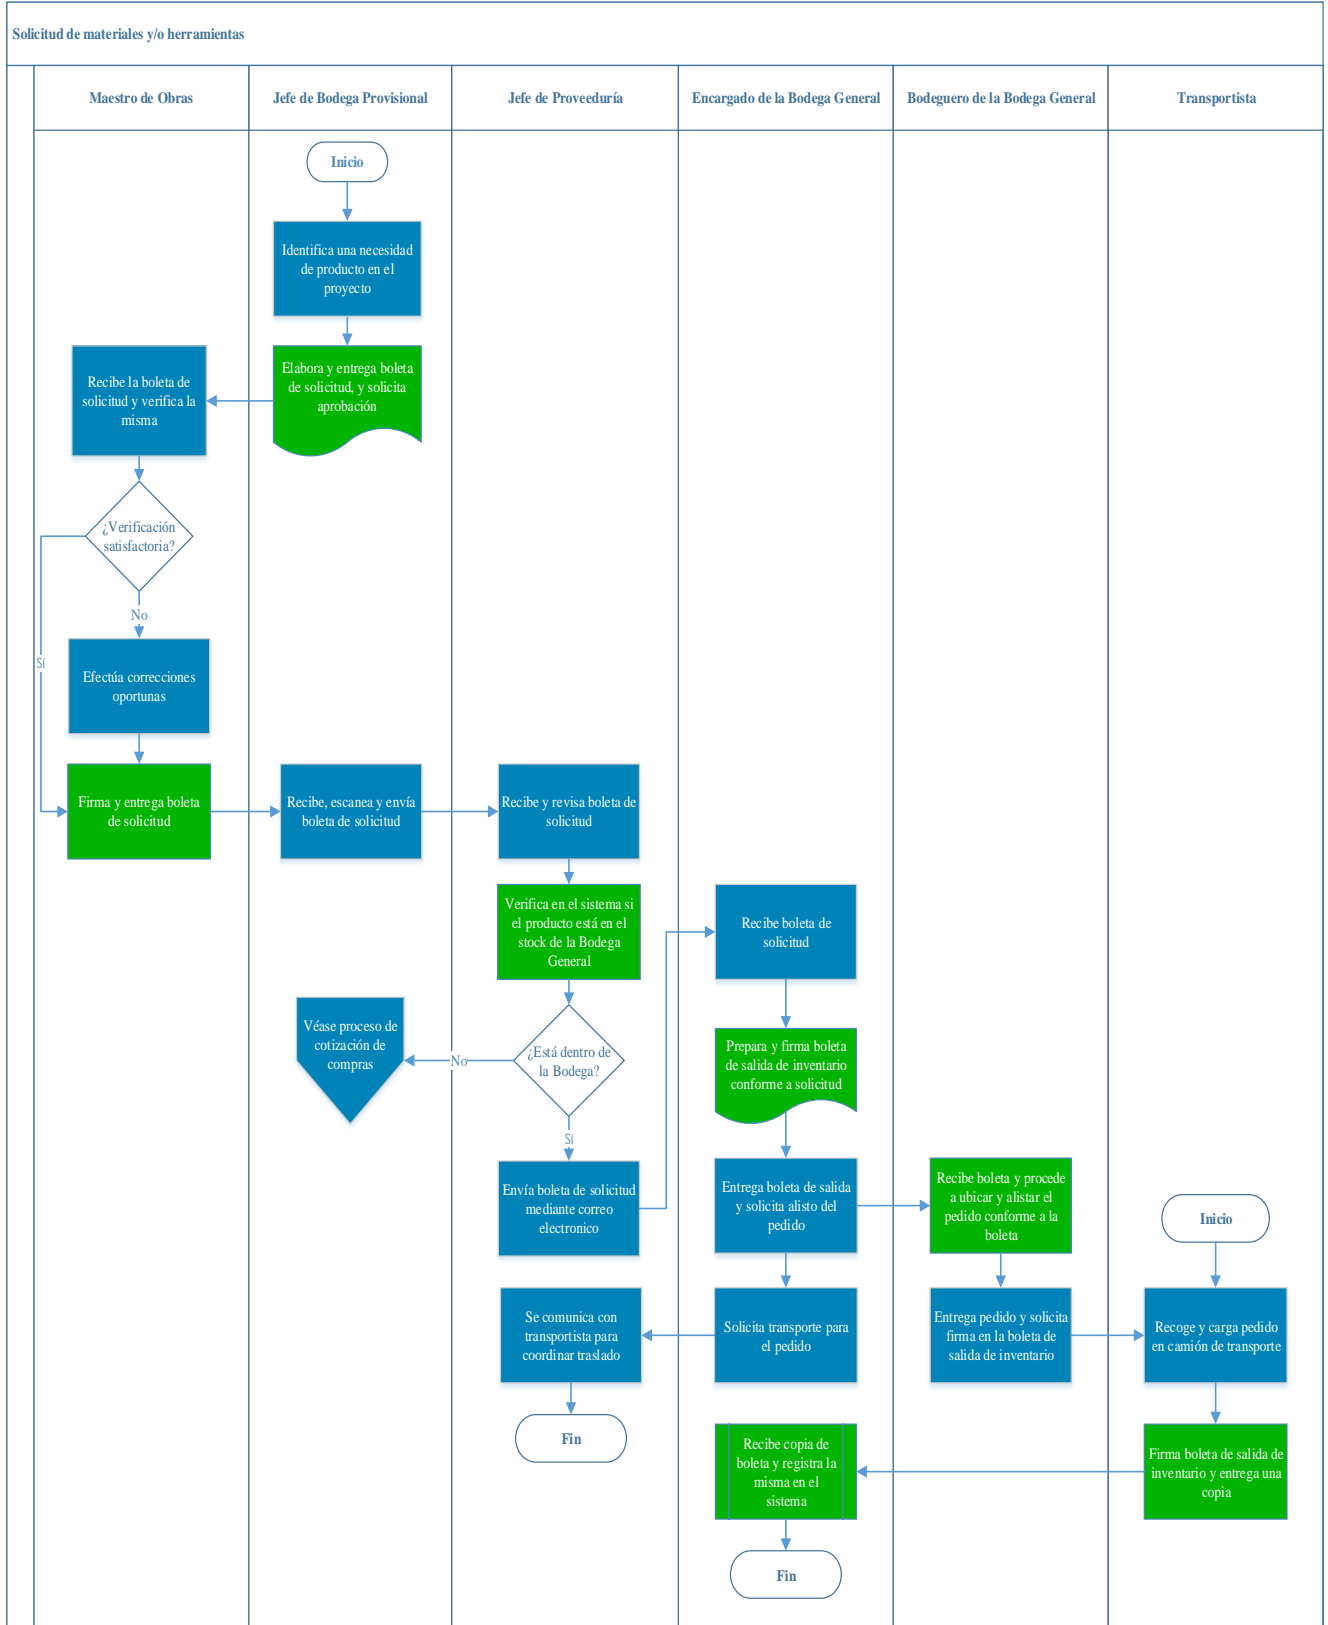 Solicitud de materiales y/o herramientas
Maestro de Obras
Jefe de Bodega Provisional
Jefe de Proveeduría
Encargado de la Bodega General
Bodeguero de la Bodega General
Transportista
Inicio
Identifica una necesidad
de producto en el
proyecto
Elabora y entrega boleta
de solicitud, y solicita
aprobación
Recibe la boleta de
solicitud y verifica la
misma
¿Verificación
satisfactoria?
No
Sí
Efectúa correcciones
oportunas
Firma y entrega boleta
de solicitud
Recibe, escanea y envía
boleta de solicitud
Recibe y revisa boleta de
solicitud
Verifica en el sistema si
el producto está en el
stock de la Bodega
General
¿Está dentro de
la Bodega?
No
Véase proceso de
cotización de
compras
Sí
Envía boleta de solicitud
mediante correo
electronico
Recibe boleta de
solicitud
Prepara y firma boleta
de salida de inventario
conforme a solicitud
Entrega boleta de salida
y solicita alisto del
pedido
Recibe boleta y procede
a ubicar y alistar el
pedido conforme a la
boleta
Inicio
Se comunica con
transportista para
coordinar traslado
Solicita transporte para
el pedido
Entrega pedido y solicita
firma en la boleta de
salida de inventario
Recoge y carga pedido
en camión de transporte
Fin
Recibe copia de
boleta y registra la
misma en el
sistema
Firma boleta de salida de
inventario y entrega una
copia
Fin